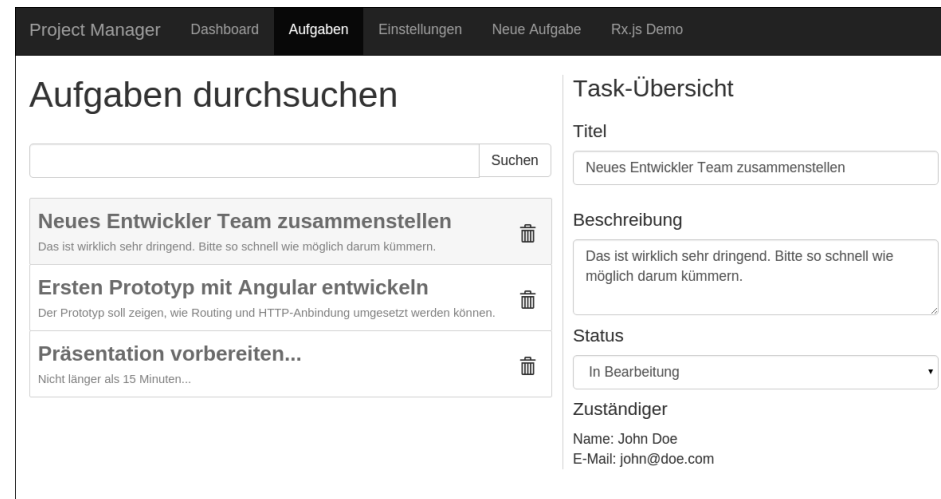 Project Manager Dashboard Aufgaben Einstellungen Neue Aufgabe Rx.js Demo
Aufgaben durchsuchen
Suchen
Neues Entwickler Team zusammenstellen
Das ist wirklich sehr dringend. Bitte so schnell wie möglich darum kümmern.
Ersten Prototyp mit Angular entwickeln
Der Prototyp soll zeigen, wie Routing und HTTP-Anbindung umgesetzt werden können.
Präsentation vorbereiten...
Nicht länger als 15 Minuten...
Task-Übersicht
Titel
Neues Entwickler Team zusammenstellen
Beschreibung
Das ist wirklich sehr dringend. Bitte so schnell wie
möglich darum kümmern.
Status
In Bearbeitung
Zuständiger
Name: John Doe
E-Mail: john@doe.com